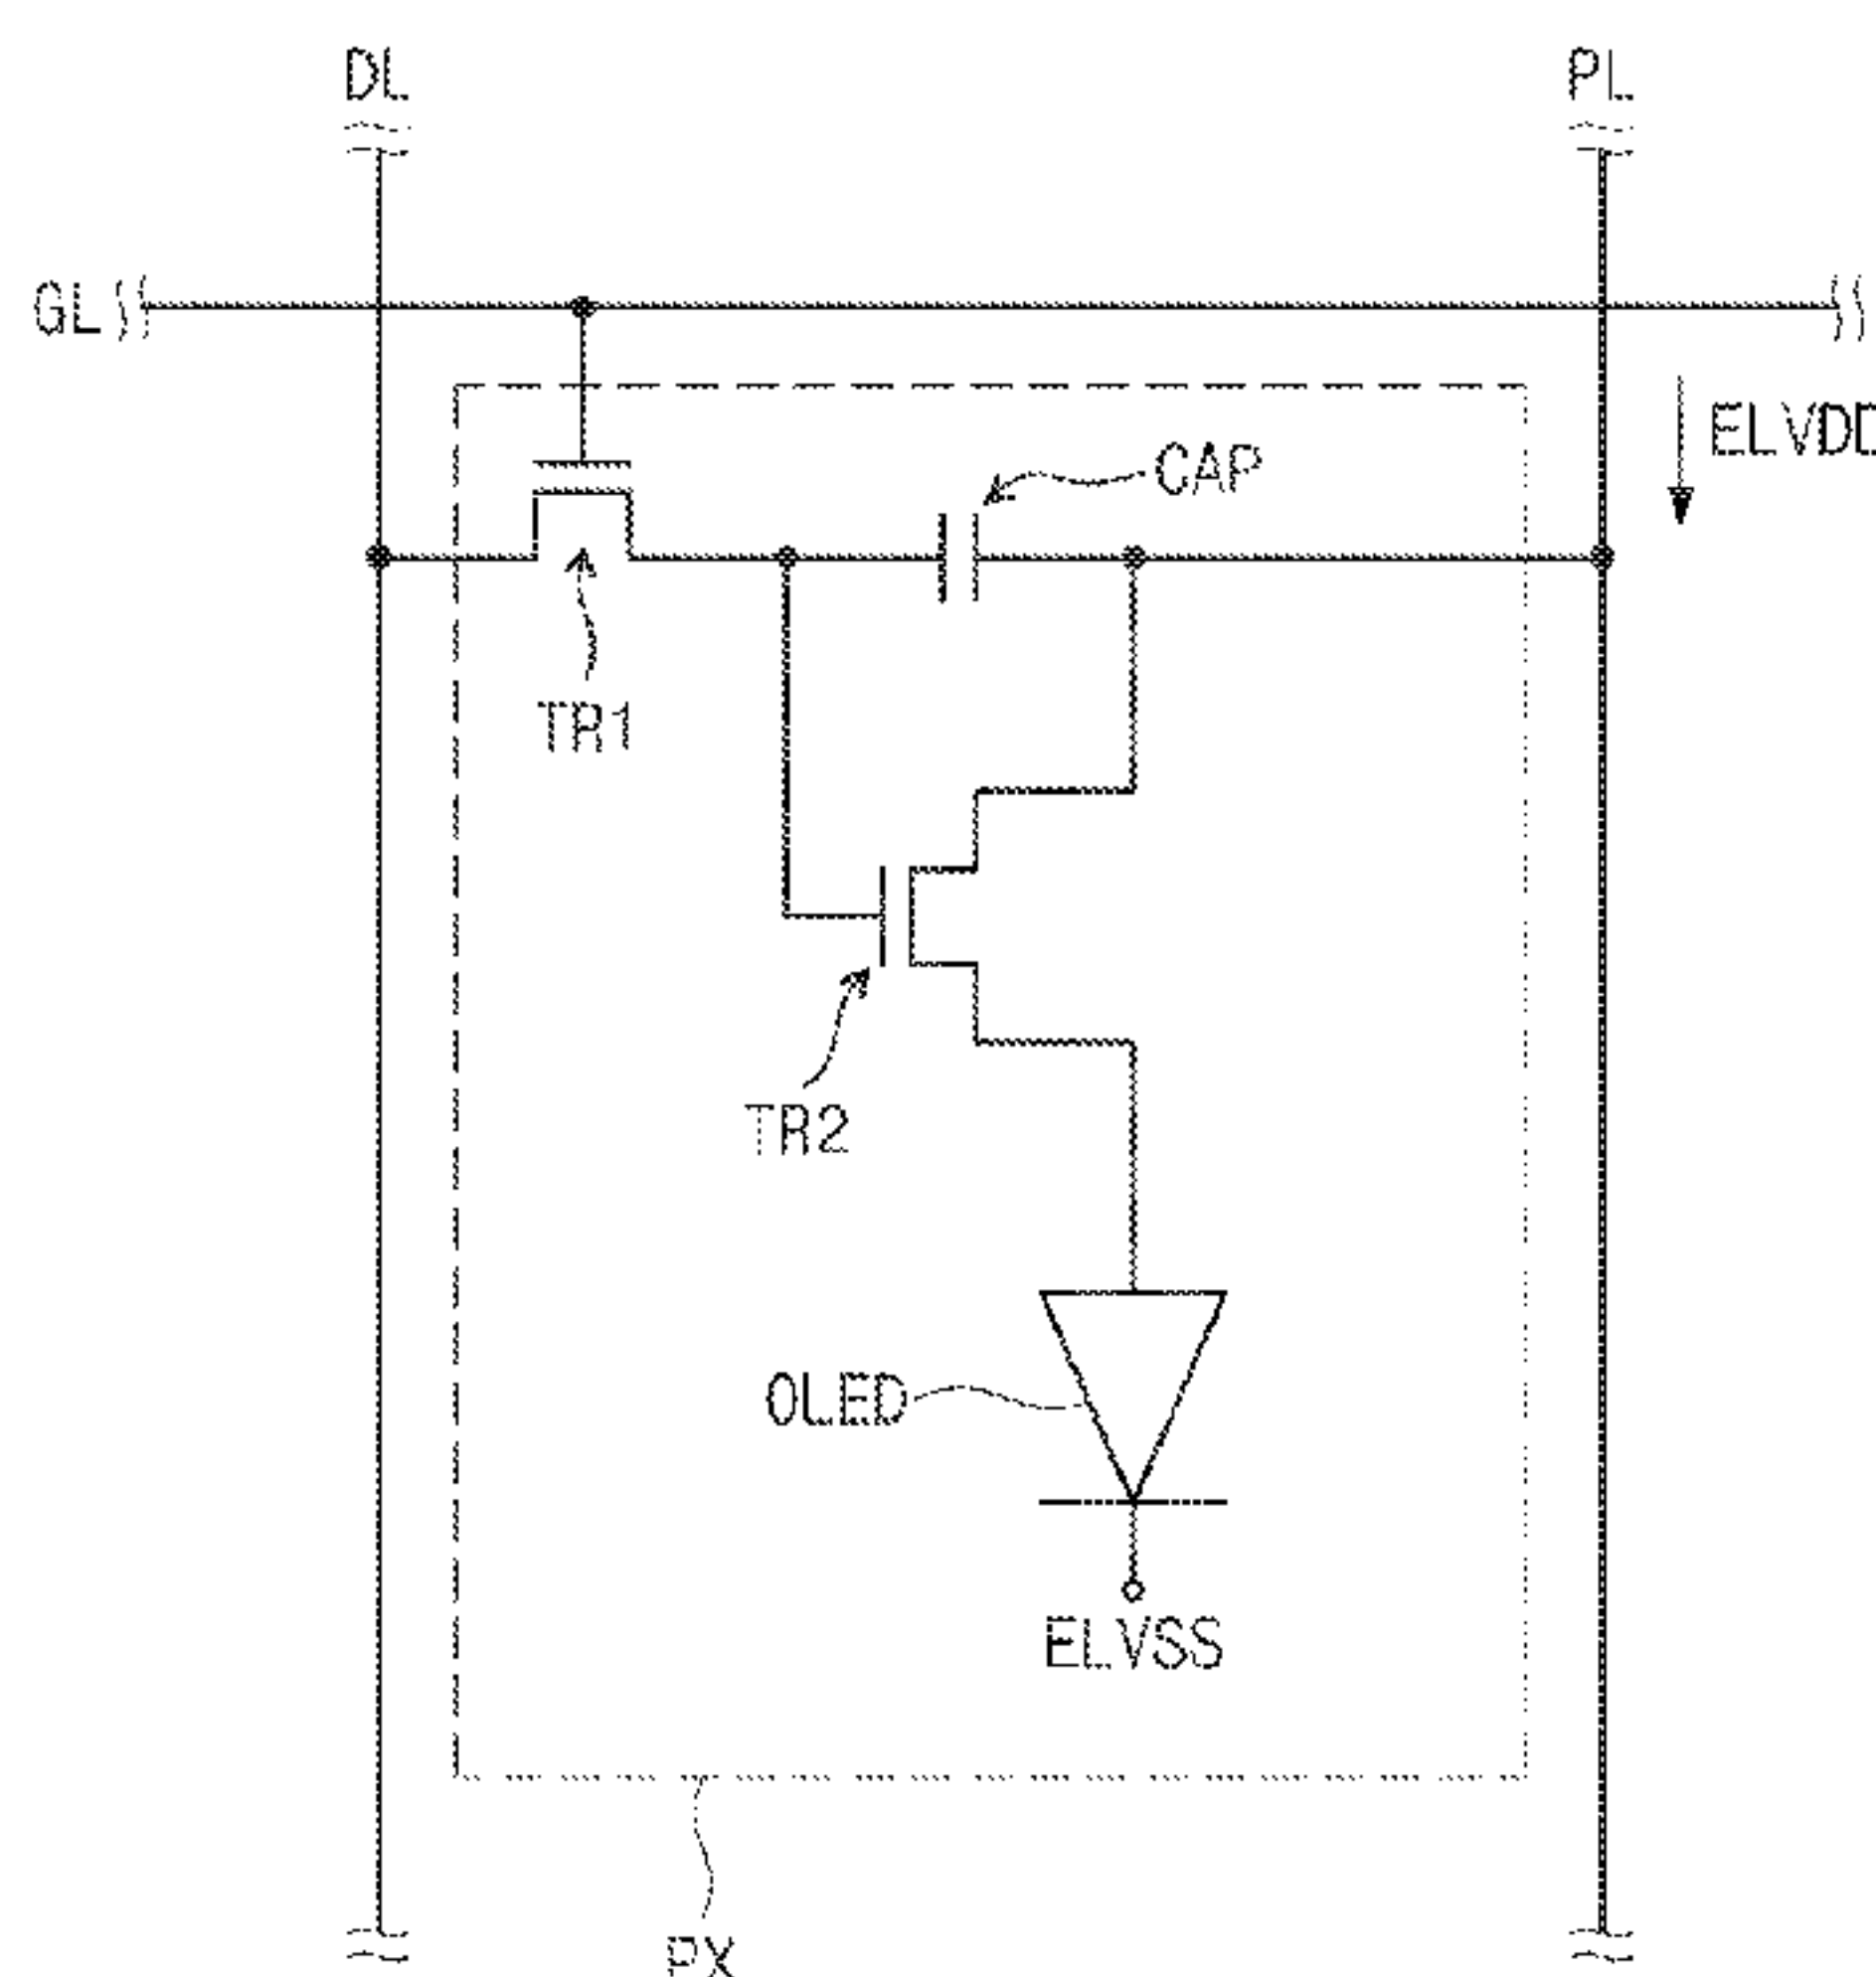 DL
PL
GL
ELVDD
CAP
TR1
TR2
OLED
ELVSS
PX